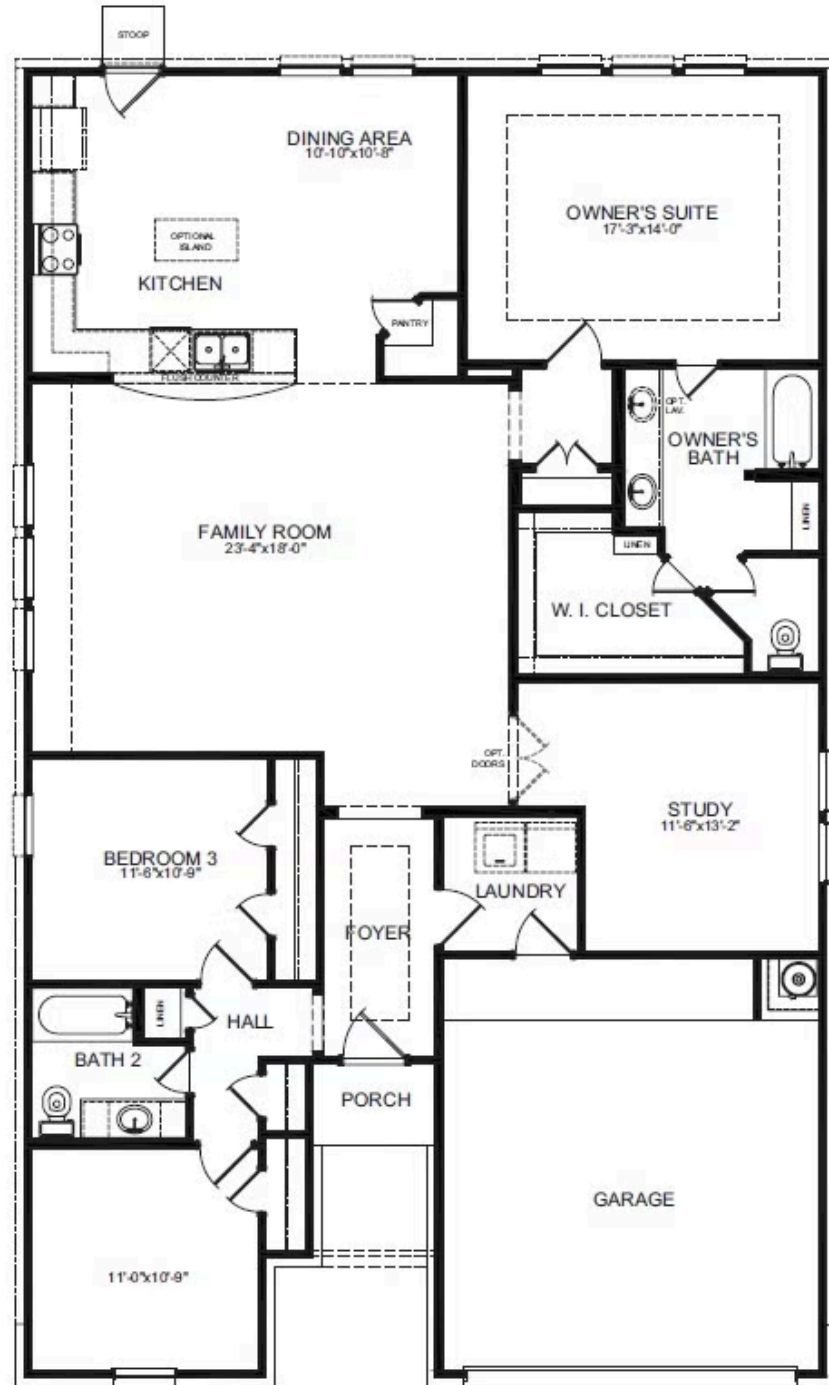 STOOP
DINING AREA
10'-10"x10'-8"
OWNER'S SUITE
17'-3"x14'-0"
OPTIONAL
ISLAND
KITCHEN
PANTRY
FLUSH COUNTER
OPT.
LAV.
OWNER'S
BATH
LINEN
FAMILY ROOM
23'-4"x18'-0"
LINEN
W. I. CLOSET
OPT.
DOORS
STUDY
11'-6"x13'-2"
BEDROOM 3
11'-6"x10'-9"
LAUNDRY
FOYER
LINEN
HALL
BATH 2
PORCH
GARAGE
11'-0"x10'-9"